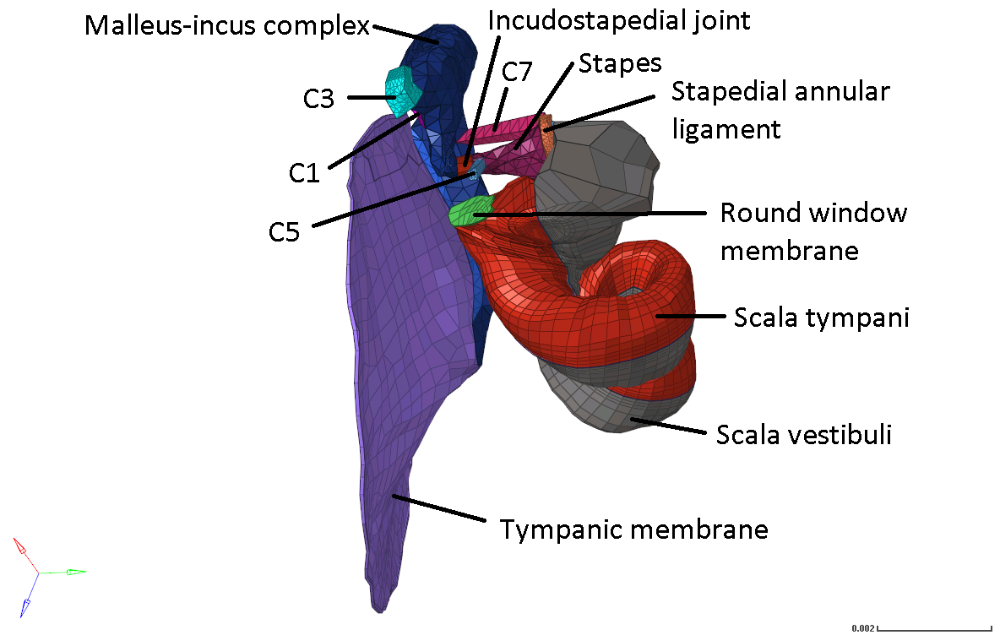 Malleus-incus complex
Incudostapedial joint
C7
Stapes
C3
Stapedial annular
ligament
C1
C5
Round window
membrane
Scala tympani
Scala vestibuli
Tympanic membrane
0.002